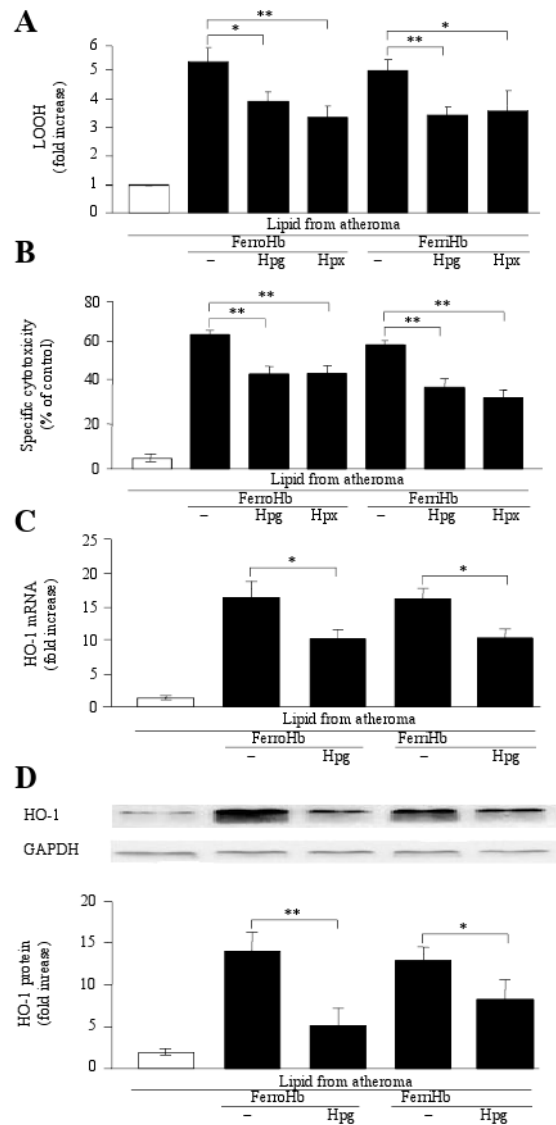 A
LOOH
(fold increase)
6
5
4
3
2
1
0
**
*
*
**
Lipid from atheroma
FerroHb FerriHb
– Hpg Hpx – Hpg Hpx
B
Specific cytotoxicity
(% of control)
80
60
40
20
0
**
**
**
**
Lipid from atheroma
FerroHb FerriHb
– Hpg Hpx – Hpg Hpx
C
HO-1 mRNA
(fold increase)
25
20
15
10
5
0
* *
Lipid from atheroma
FerroHb FerriHb
– Hpg – Hpg
D
HO-1
GAPDH
HO-1 protein
(fold inrease)
20
15
10
5
0
** *
Lipid from atheroma
FerroHb FerriHb
– Hpg – Hpg